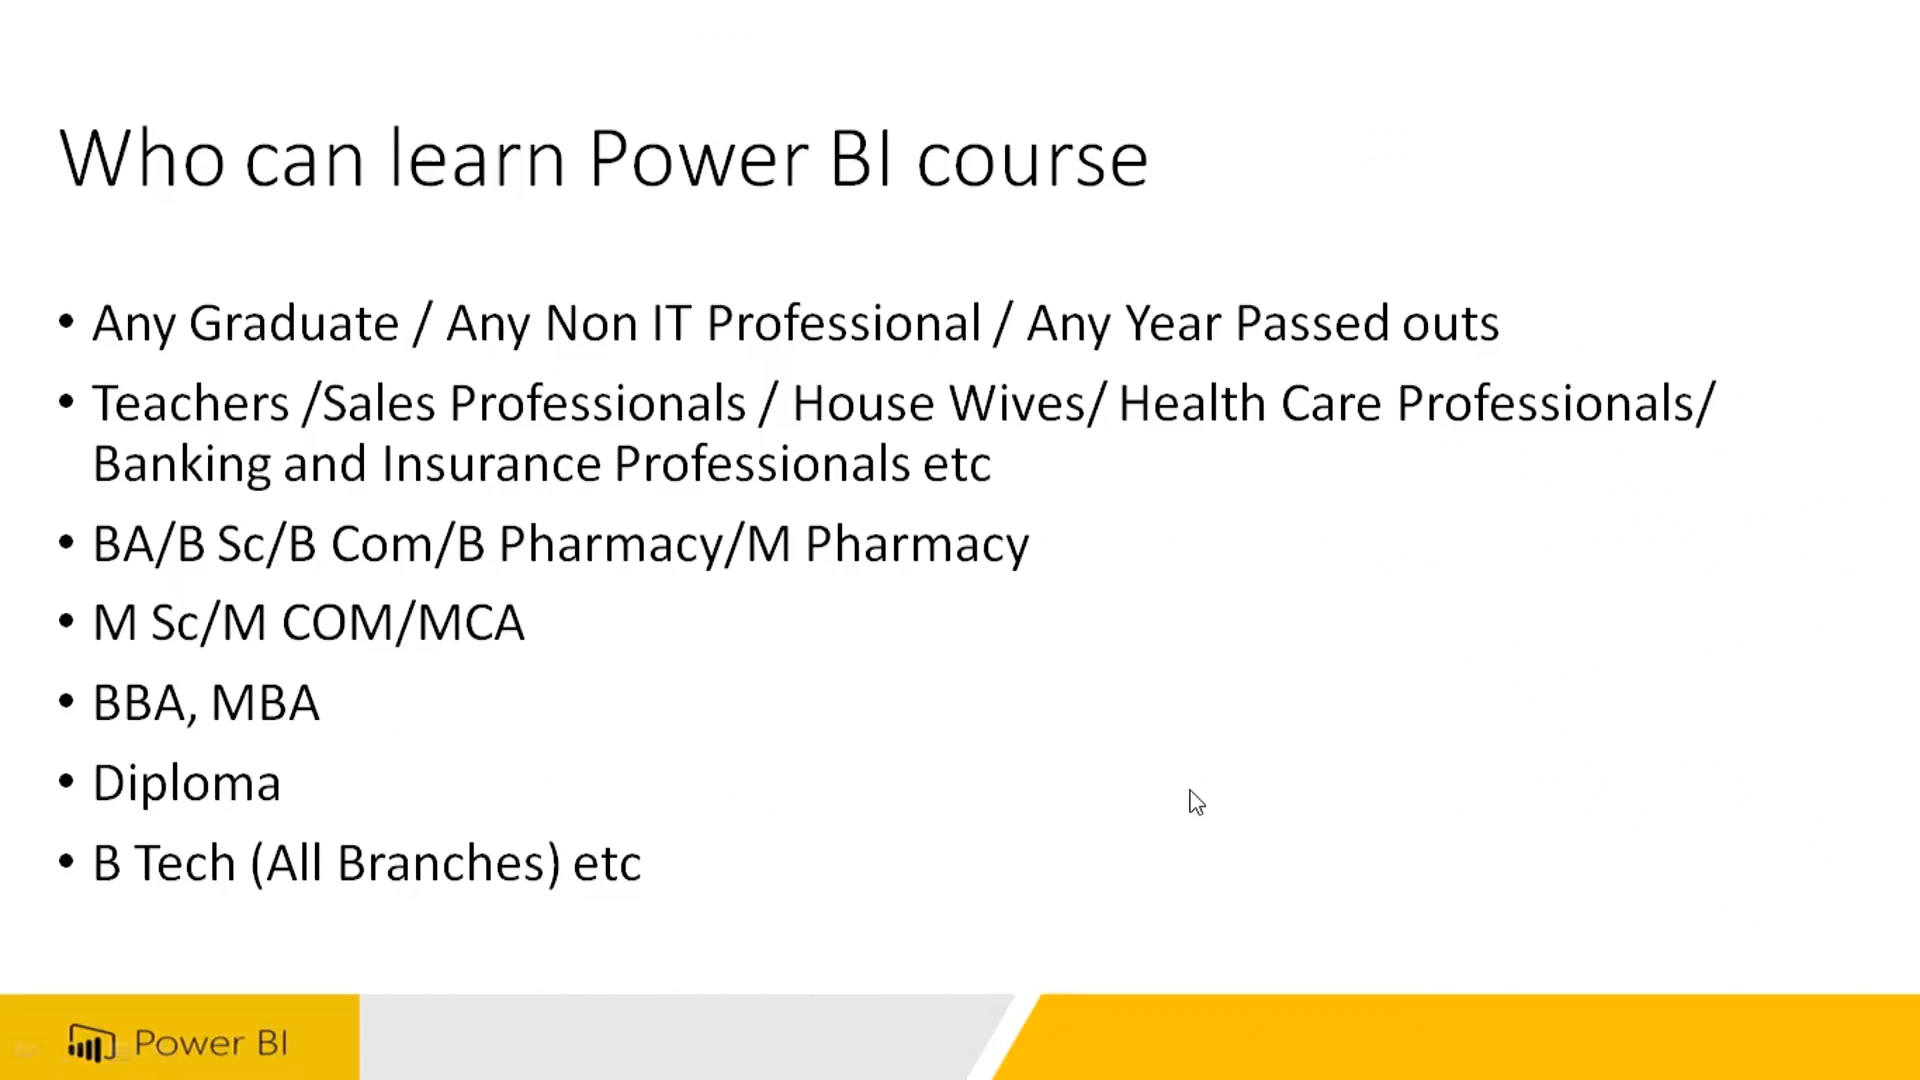 Who can learn Power BI course
• Any Graduate / Any Non IT Professional / Any Year Passed outs
• Teachers /Sales Professionals / House Wives/ Health Care Professionals/
Banking and Insurance Professionals etc
• BA/B Sc/B Com/B Pharmacy/M Pharmacy
• M Sc/M COM/MCA
• BBA, MBA
• Diploma
• B Tech (All Branches) etc
Power BI